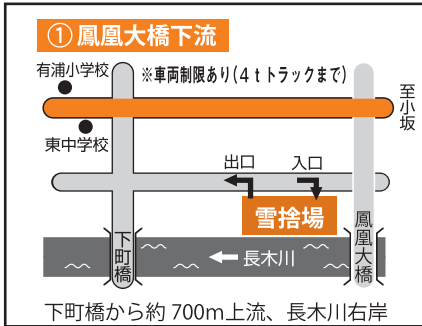 ①鳳凰大橋下流
有浦小学校
※車両制限あり(4tトラックまで)
至小坂
東中学校
出口
入口
雪捨場
下町橋
長木川
鳳凰大橋
下町橋から約700m上流、長木川右岸